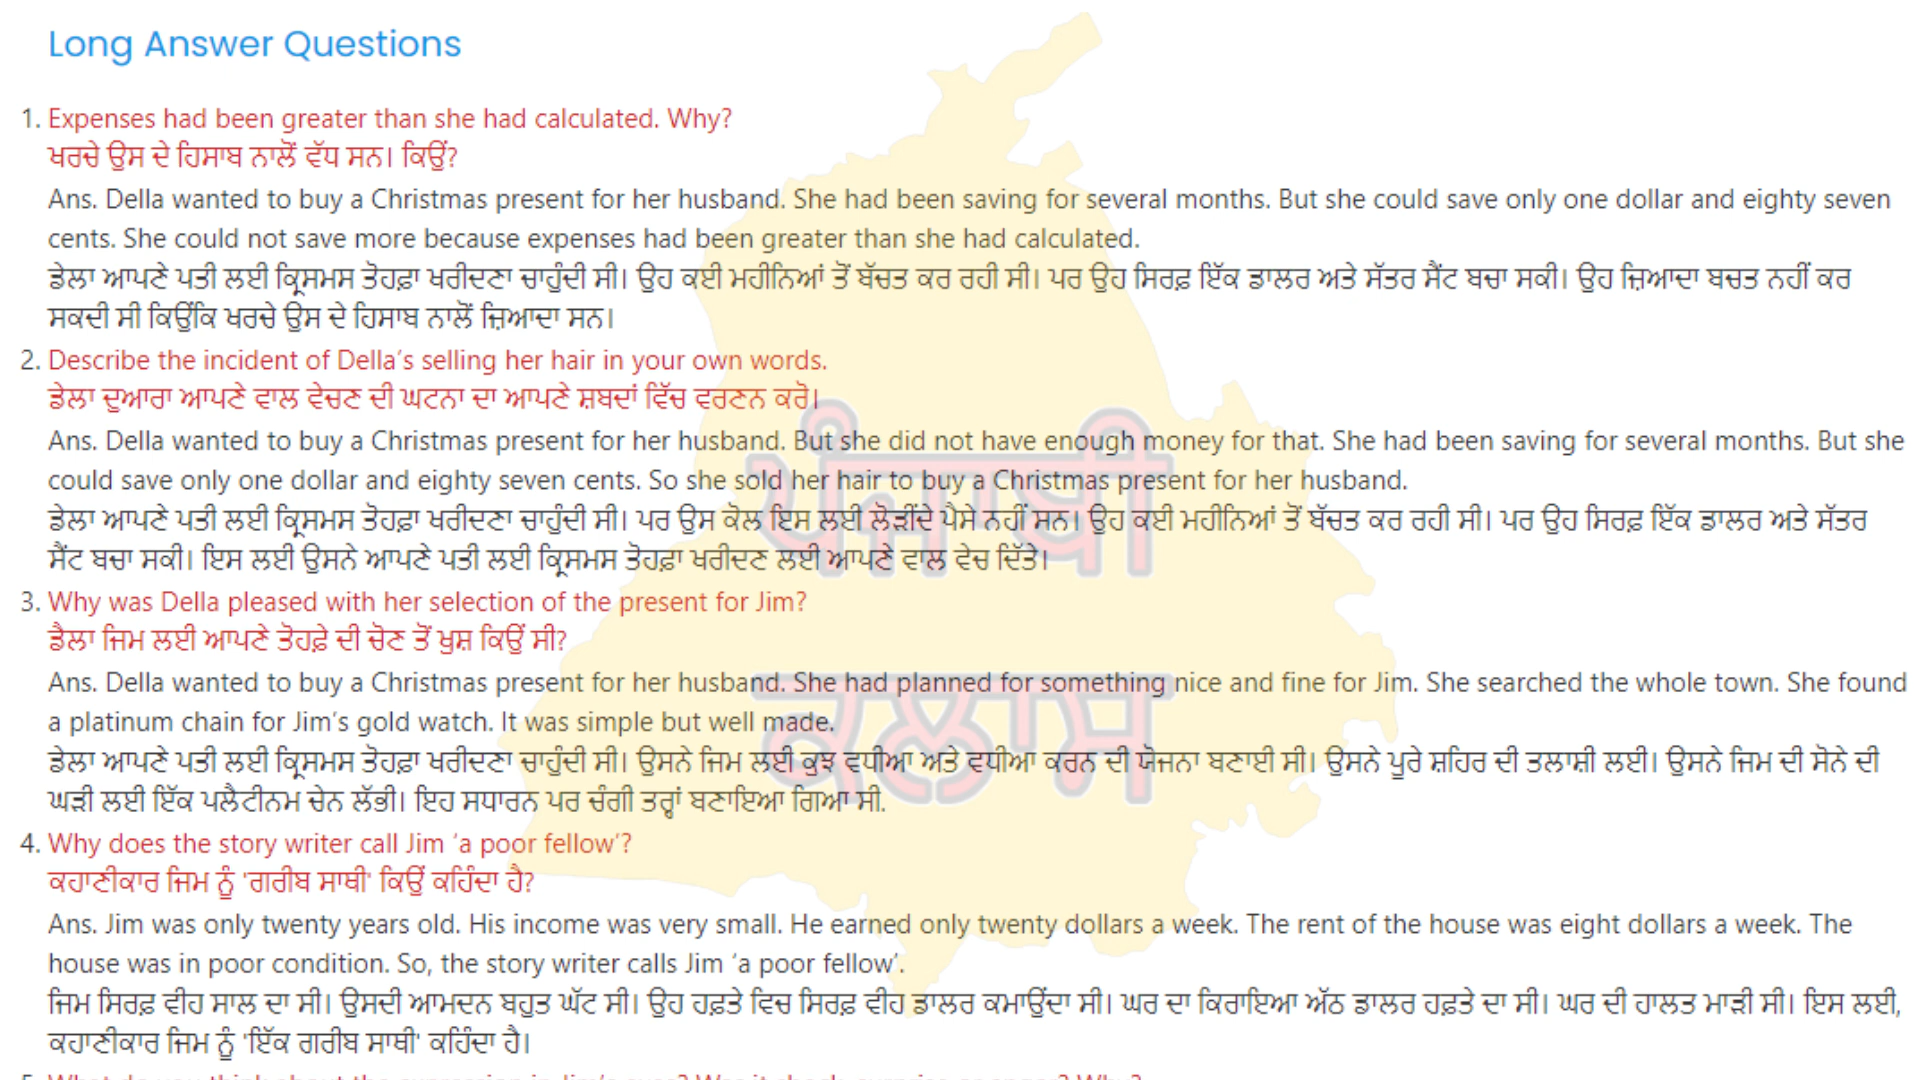 Long Answer Questions
1. Expenses had been greater than she had calculated. Why?
ਖਰਚੇ ਉਸ ਦੇ ਹਿਸਾਬ ਨਾਲੋਂ ਵੱਧ ਸਨ। ਕਿਉਂ?
Ans. Della wanted to buy a Christmas present for her husband. She had been saving for several months. But she could save only one dollar and eighty seven
cents. She could not save more because expenses had been greater than she had calculated.
ਡੇਲਾ ਆਪਣੇ ਪਤੀ ਲਈ ਕ੍ਰਿਸਮਸ ਤੋਹਫ਼ਾ ਖਰੀਦਣਾ ਚਾਹੁੰਦੀ ਸੀ। ਉਹ ਕਈ ਮਹੀਨਿਆਂ ਤੋਂ ਬੱਚਤ ਕਰ ਰਹੀ ਸੀ। ਪਰ ਉਹ ਸਿਰਫ਼ ਇੱਕ ਡਾਲਰ ਅਤੇ ਸੱਤਰ ਸੈਂਟ ਬਚਾ ਸਕੀ। ਉਹ ਜ਼ਿਆਦਾ ਬਚਤ ਨਹੀਂ ਕਰ
ਸਕਦੀ ਸੀ ਕਿਉਂਕਿ ਖਰਚੇ ਉਸ ਦੇ ਹਿਸਾਬ ਨਾਲੋਂ ਜ਼ਿਆਦਾ ਸਨ।
2. Describe the incident of Della’s selling her hair in your own words.
ਡੇਲਾ ਦੁਆਰਾ ਆਪਣੇ ਵਾਲ ਵੇਚਣ ਦੀ ਘਟਨਾ ਦਾ ਆਪਣੇ ਸ਼ਬਦਾਂ ਵਿੱਚ ਵਰਣਨ ਕਰੋ।
Ans. Della wanted to buy a Christmas present for her husband. But she did not have enough money for that. She had been saving for several months. But she
could save only one dollar and eighty seven cents. So she sold her hair to buy a Christmas present for her husband.
ਡੇਲਾ ਆਪਣੇ ਪਤੀ ਲਈ ਕ੍ਰਿਸਮਸ ਤੋਹਫ਼ਾ ਖਰੀਦਣਾ ਚਾਹੁੰਦੀ ਸੀ। ਪਰ ਉਸ ਕੋਲ ਇਸ ਲਈ ਲੋੜੀਂਦੇ ਪੈਸੇ ਨਹੀਂ ਸਨ। ਉਹ ਕਈ ਮਹੀਨਿਆਂ ਤੋਂ ਬੱਚਤ ਕਰ ਰਹੀ ਸੀ। ਪਰ ਉਹ ਸਿਰਫ਼ ਇੱਕ ਡਾਲਰ ਅਤੇ ਸੱਤਰ
ਸੈਂਟ ਬਚਾ ਸਕੀ। ਇਸ ਲਈ ਉਸਨੇ ਆਪਣੇ ਪਤੀ ਲਈ ਕ੍ਰਿਸਮਸ ਤੋਹਫ਼ਾ ਖਰੀਦਣ ਲਈ ਆਪਣੇ ਵਾਲ ਵੇਚ ਦਿੱਤੇ।
ਪੰਜਾਬੀ
3. Why was Della pleased with her selection of the present for Jim?
ਡੈਲਾ ਜਿਮ ਲਈ ਆਪਣੇ ਤੋਹਫ਼ੇ ਦੀ ਚੋਣ ਤੋਂ ਖੁਸ਼ ਕਿਉਂ ਸੀ?
Ans. Della wanted to buy a Christmas present for her husband. She had planned for something nice and fine for Jim. She searched the whole town. She found
a platinum chain for Jim’s gold watch. It was simple but well made.
ਡੇਲਾ ਆਪਣੇ ਪਤੀ ਲਈ ਕ੍ਰਿਸਮਸ ਤੋਹਫ਼ਾ ਖਰੀਦਣਾ ਚਾਹੁੰਦੀ ਸੀ। ਉਸਨੇ ਜਿਮ ਲਈ ਕੁਝ ਵਧੀਆ ਅਤੇ ਵਧੀਆ ਕਰਨ ਦੀ ਯੋਜਨਾ ਬਣਾਈ ਸੀ। ਉਸਨੇ ਪੂਰੇ ਸ਼ਹਿਰ ਦੀ ਤਲਾਸ਼ੀ ਲਈ। ਉਸਨੇ ਜਿਮ ਦੀ ਸੋਨੇ ਦੀ
ਘੜੀ ਲਈ ਇੱਕ ਪਲੈਟੀਨਮ ਚੇਨ ਲੱਭੀ। ਇਹ ਸਧਾਰਨ ਪਰ ਚੰਗੀ ਤਰ੍ਹਾਂ ਬਣਾਇਆ ਗਿਆ ਸੀ.
ਕਲਾਸ
4. Why does the story writer call Jim ‘a poor fellow’?
ਕਹਾਣੀਕਾਰ ਜਿਮ ਨੂੰ 'ਗਰੀਬ ਸਾਥੀ' ਕਿਉਂ ਕਹਿੰਦਾ ਹੈ?
Ans. Jim was only twenty years old. His income was very small. He earned only twenty dollars a week. The rent of the house was eight dollars a week. The
house was in poor condition. So, the story writer calls Jim ‘a poor fellow’.
ਜਿਮ ਸਿਰਫ਼ ਵੀਹ ਸਾਲ ਦਾ ਸੀ। ਉਸਦੀ ਆਮਦਨ ਬਹੁਤ ਘੱਟ ਸੀ। ਉਹ ਹਫ਼ਤੇ ਵਿਚ ਸਿਰਫ਼ ਵੀਹ ਡਾਲਰ ਕਮਾਉਂਦਾ ਸੀ। ਘਰ ਦਾ ਕਿਰਾਇਆ ਅੱਠ ਡਾਲਰ ਹਫ਼ਤੇ ਦਾ ਸੀ। ਘਰ ਦੀ ਹਾਲਤ ਮਾੜੀ ਸੀ। ਇਸ ਲਈ,
ਕਹਾਣੀਕਾਰ ਜਿਮ ਨੂੰ 'ਇੱਕ ਗਰੀਬ ਸਾਥੀ' ਕਹਿੰਦਾ ਹੈ।